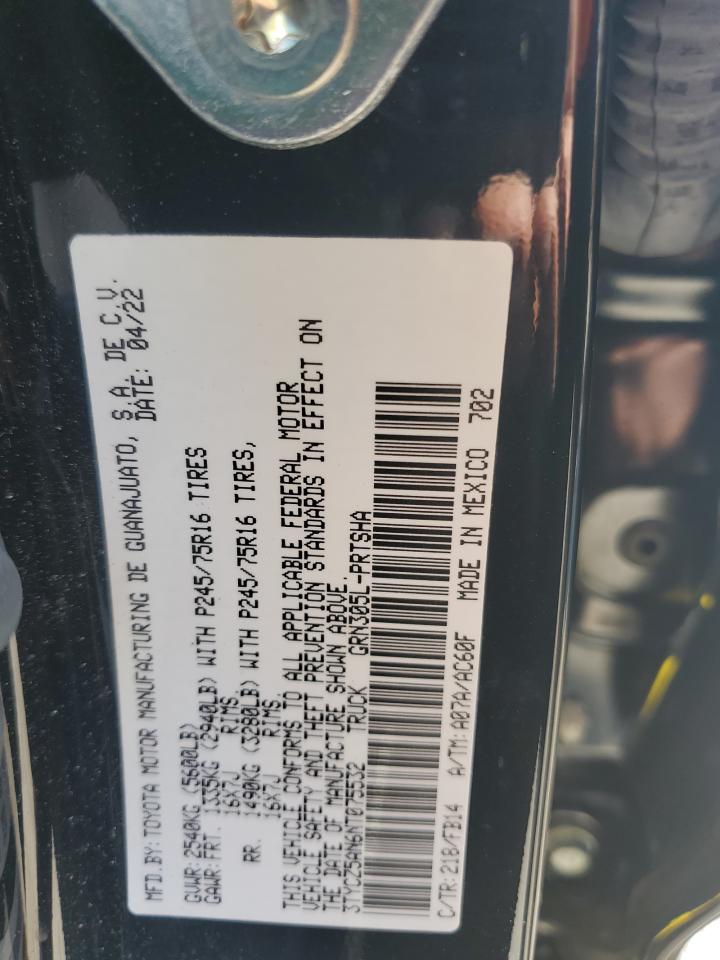 MFD.BY: TOYOTA MOTOR MANUFACTURING DE GUANAJUATO, S.A. DE C.V.
DATE: 04/22
GVWR:2540KG (5600LB)
GAWR:FRT. 1335KG (2940LB) WITH P245/75R16 TIRES
16X7J RIMS,
RR. 1490KG (3280LB) WITH P245/75R16 TIRES,
16X7J RIMS.
THIS VEHICLE CONFORMS TO ALL APPLICABLE FEDERAL MOTOR
VEHICLE SAFETY AND THEFT PREVENTION STANDARDS IN EFFECT ON
THE DATE OF MANUFACTURE SHOWN ABOVE.
3TYCZ5AN6NT075532 TRUCK GRN305L-PRTSHA
C/TR:218/FB14 A/TM:A07A/AC60F MADE IN MEXICO 702